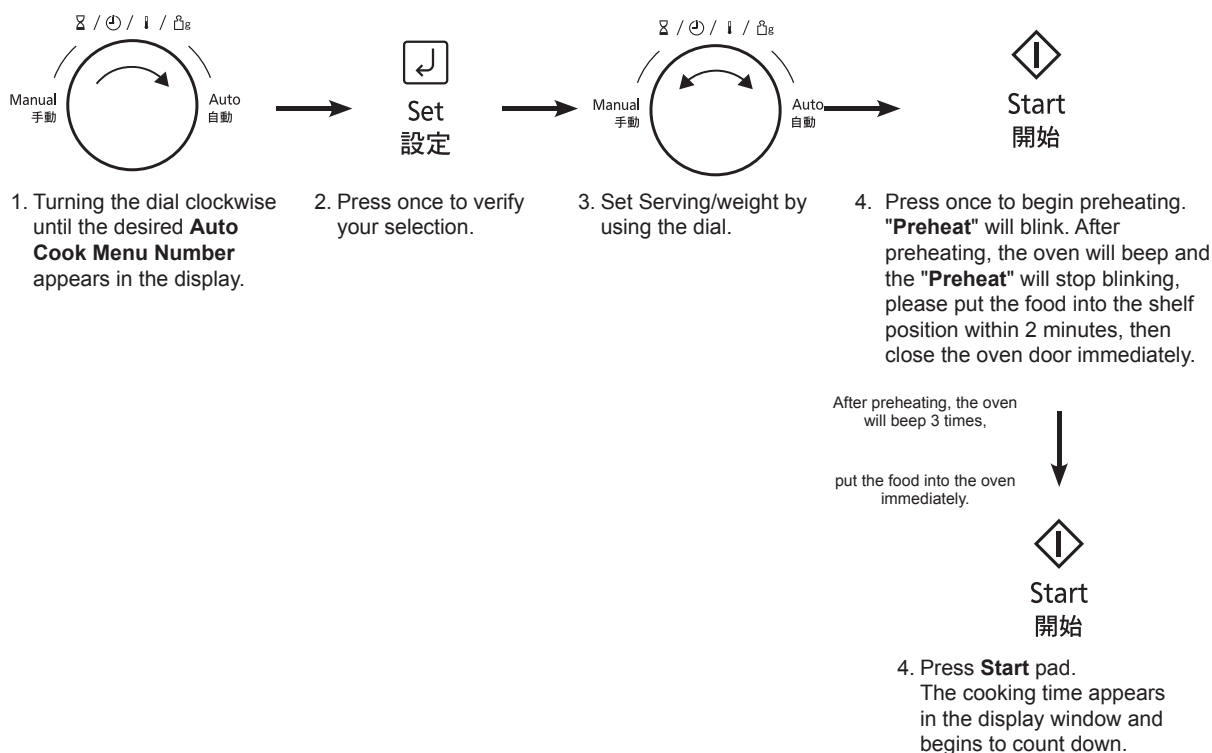 / / / g
Manual
手動
Auto
自動
Set
設定
/ / / g
Manual
手動
Auto
自動
Start
開始
1. Turning the dial clockwise
until the desired Auto
Cook Menu Number
appears in the display.
2. Press once to verify
your selection.
3. Set Serving/weight by
using the dial.
4. Press once to begin preheating.
"Preheat" will blink. After
preheating, the oven will beep and
the "Preheat" will stop blinking,
please put the food into the shelf
position within 2 minutes, then
close the oven door immediately.
After preheating, the oven
will beep 3 times,
put the food into the oven
immediately.
Start
開始
4. Press Start pad.
The cooking time appears
in the display window and
begins to count down.